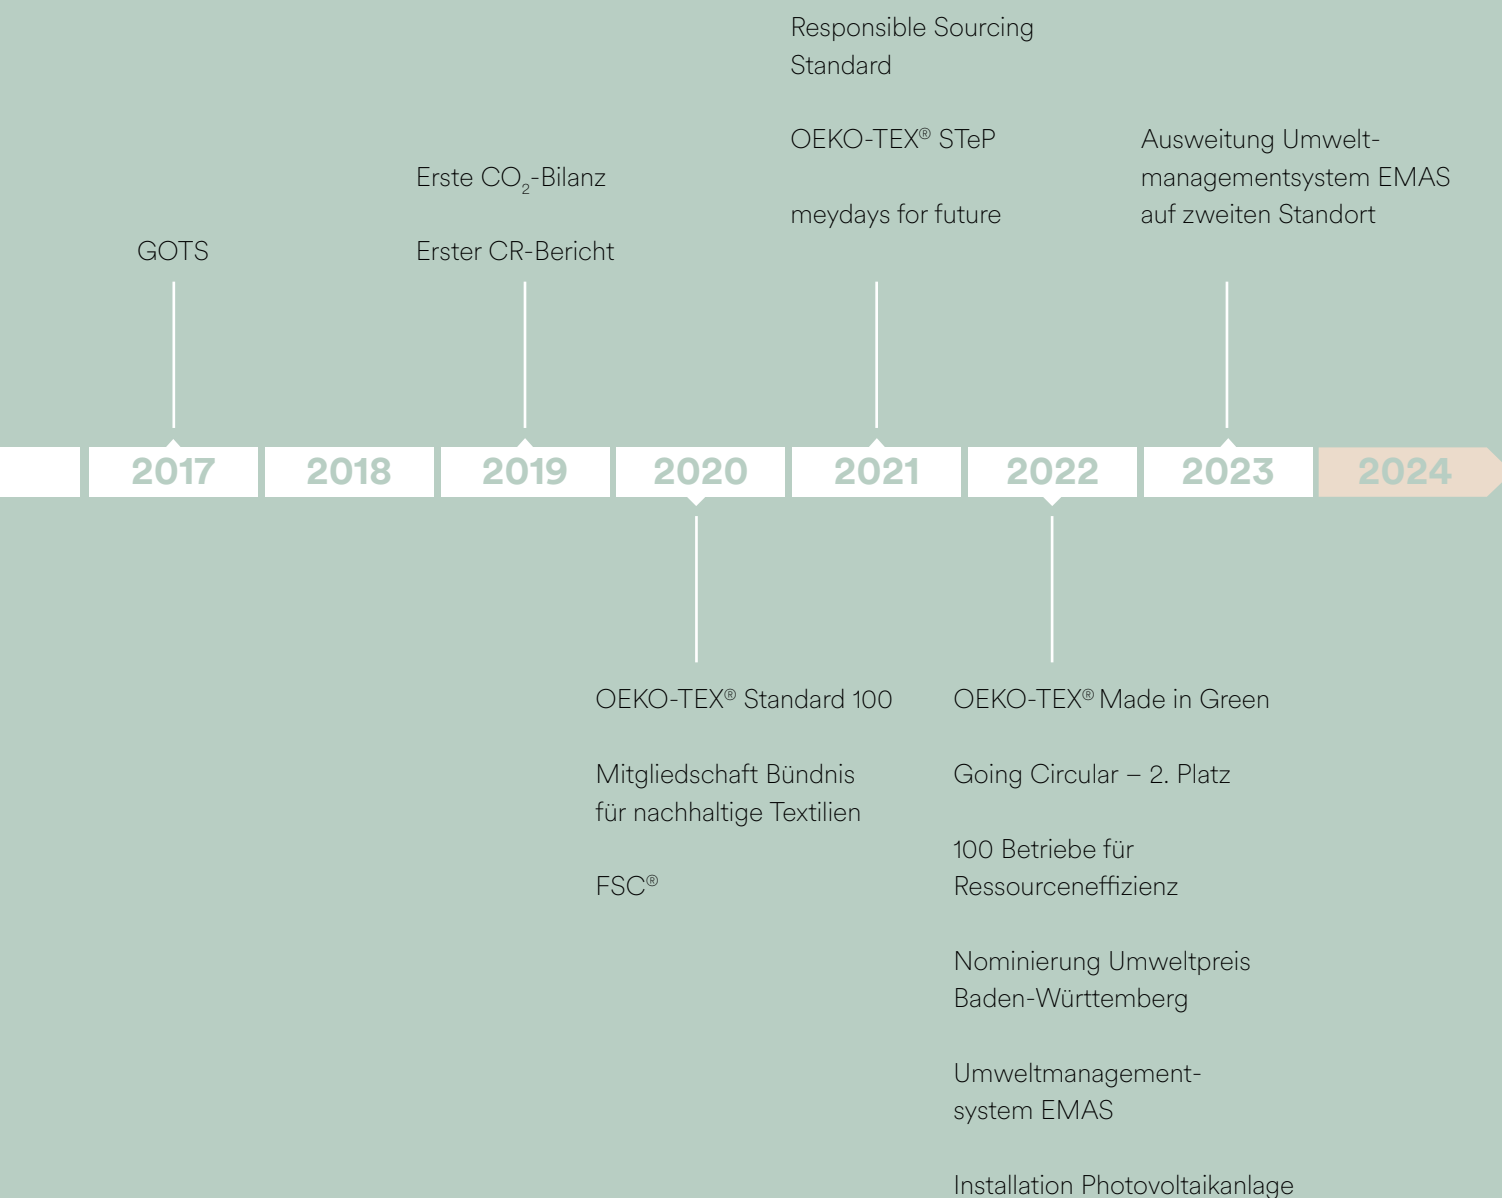 Responsible Sourcing
Standard
OEKO-TEX® STeP
meydays for future
Ausweitung Umwelt-
managementsystem EMAS
auf zweiten Standort
Erste CO₂-Bilanz
Erster CR-Bericht
GOTS
2017
2018
2019
2020
2021
2022
2023
2024
OEKO-TEX® Standard 100
Mitgliedschaft Bündnis
für nachhaltige Textilien
FSC®
OEKO-TEX® Made in Green
Going Circular – 2. Platz
100 Betriebe für
Ressourceneffizienz
Nominierung Umweltpreis
Baden-Württemberg
Umweltmanagement-
system EMAS
Installation Photovoltaikanlage